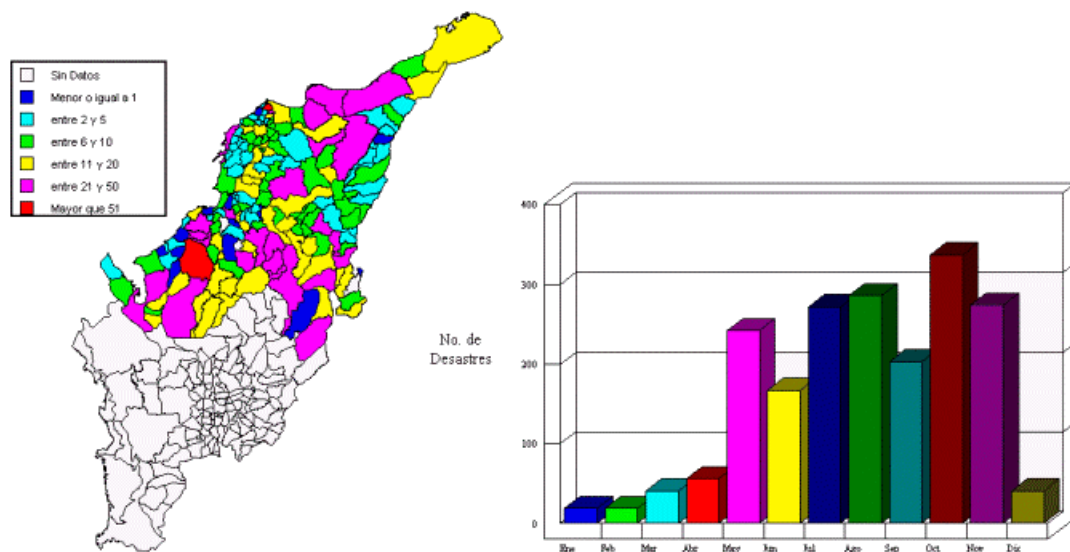 Sin Datos
Menor o igual a 1
entre 2 y 5
entre 6 y 10
entre 11 y 20
entre 21 y 50
Mayor que 51
No. de
Desastres
400
300
200
100
0
Ene Feb Mar Abr May Jun Jul Ago Sep Oct Nov Dic